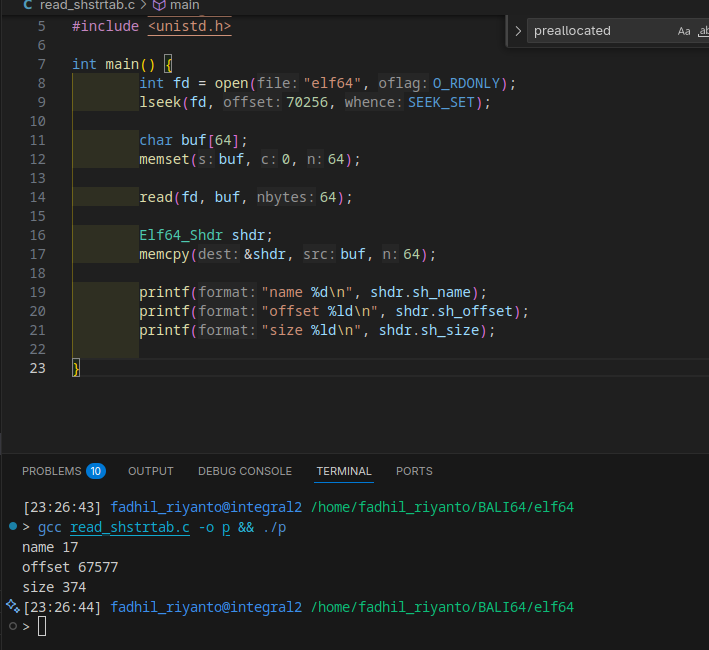 C read_shstrtab.c > main
5 #include <unistd.h>
preallocated Aa ab
6
7 int main() {
8 int fd = open(file: "elf64", oflag: O_RDONLY);
9 lseek(fd, offset: 70256, whence: SEEK_SET);
10
11 char buf[64];
12 memset(s: buf, c: 0, n: 64);
13
14 read(fd, buf, nbytes: 64);
15
16 Elf64_Shdr shdr;
17 memcpy(dest: &shdr, src: buf, n: 64);
18
19 printf(format: "name %d\n", shdr.sh_name);
20 printf(format: "offset %ld\n", shdr.sh_offset);
21 printf(format: "size %ld\n", shdr.sh_size);
22
23 }
PROBLEMS 10 OUTPUT DEBUG CONSOLE TERMINAL PORTS
[23:26:43] fadhil_riyanto@integral2 /home/fadhil_riyanto/BALI64/elf64
> gcc read_shstrtab.c -o p && ./p
name 17
offset 67577
size 374
[23:26:44] fadhil_riyanto@integral2 /home/fadhil_riyanto/BALI64/elf64
>